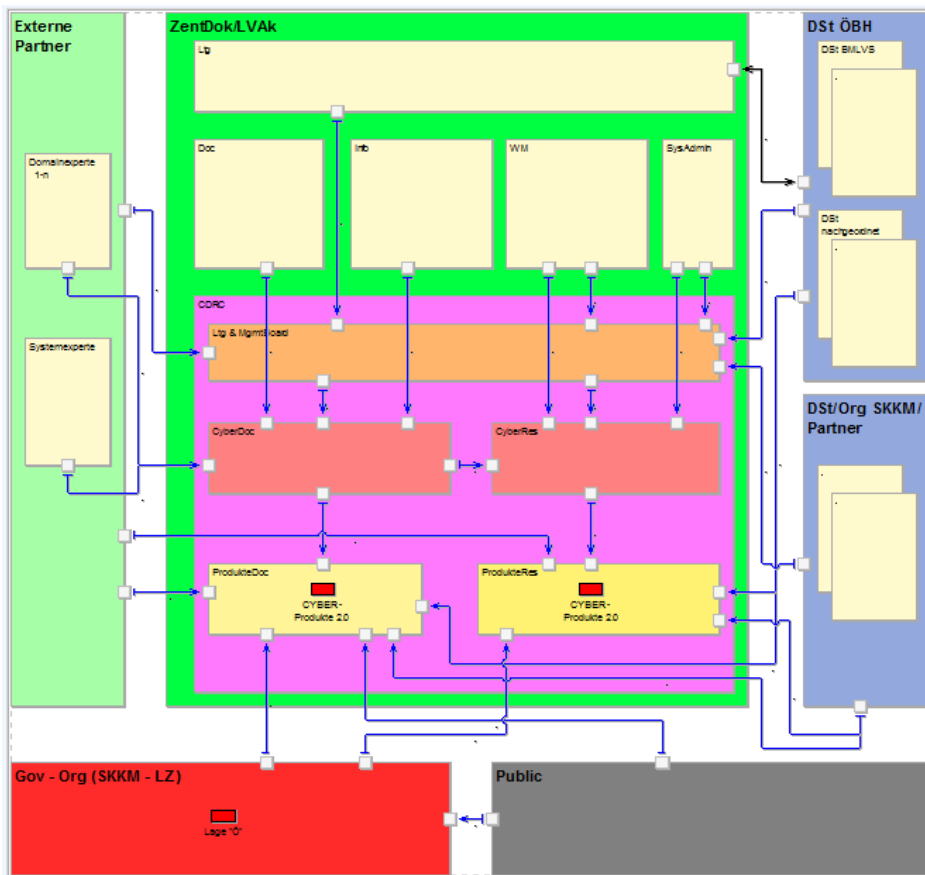 Externe
Partner
ZentDok/LVAk
DSt ÖBH
Ltg
DSt BMLVS
Doc
Info
WM
SysAdmin
Domainexperte
1-n
DSt
nachgeordnet
CDRC
Ltg & MgmtBoard
Systemexperte
DSt/Org SKKM/
Partner
CyberDoc
CyberRes
ProdukteDoc
CYBER-
Produkte 2.0
ProdukteRes
CYBER-
Produkte 2.0
Gov - Org (SKKM - LZ)
Lage "Ö"
Public